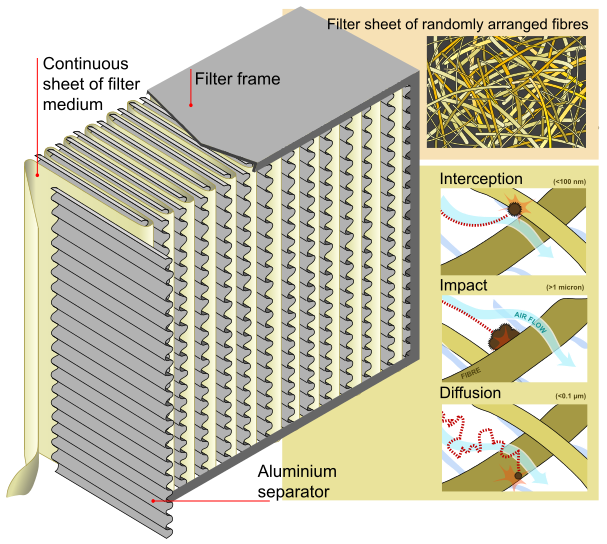 Filter sheet of randomly arranged fibres
Continuous
sheet of filter
medium
Filter frame
Interception
(<100 nm)
Impact
(>1 micron)
AIR FLOW
FIBRE
Diffusion
(<0.1 µm)
Aluminium
separator